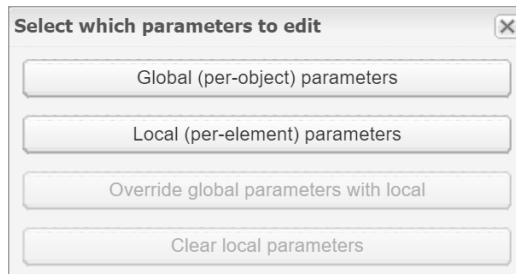 Select which parameters to edit
Global (per-object) parameters
Local (per-element) parameters
Override global parameters with local
Clear local parameters